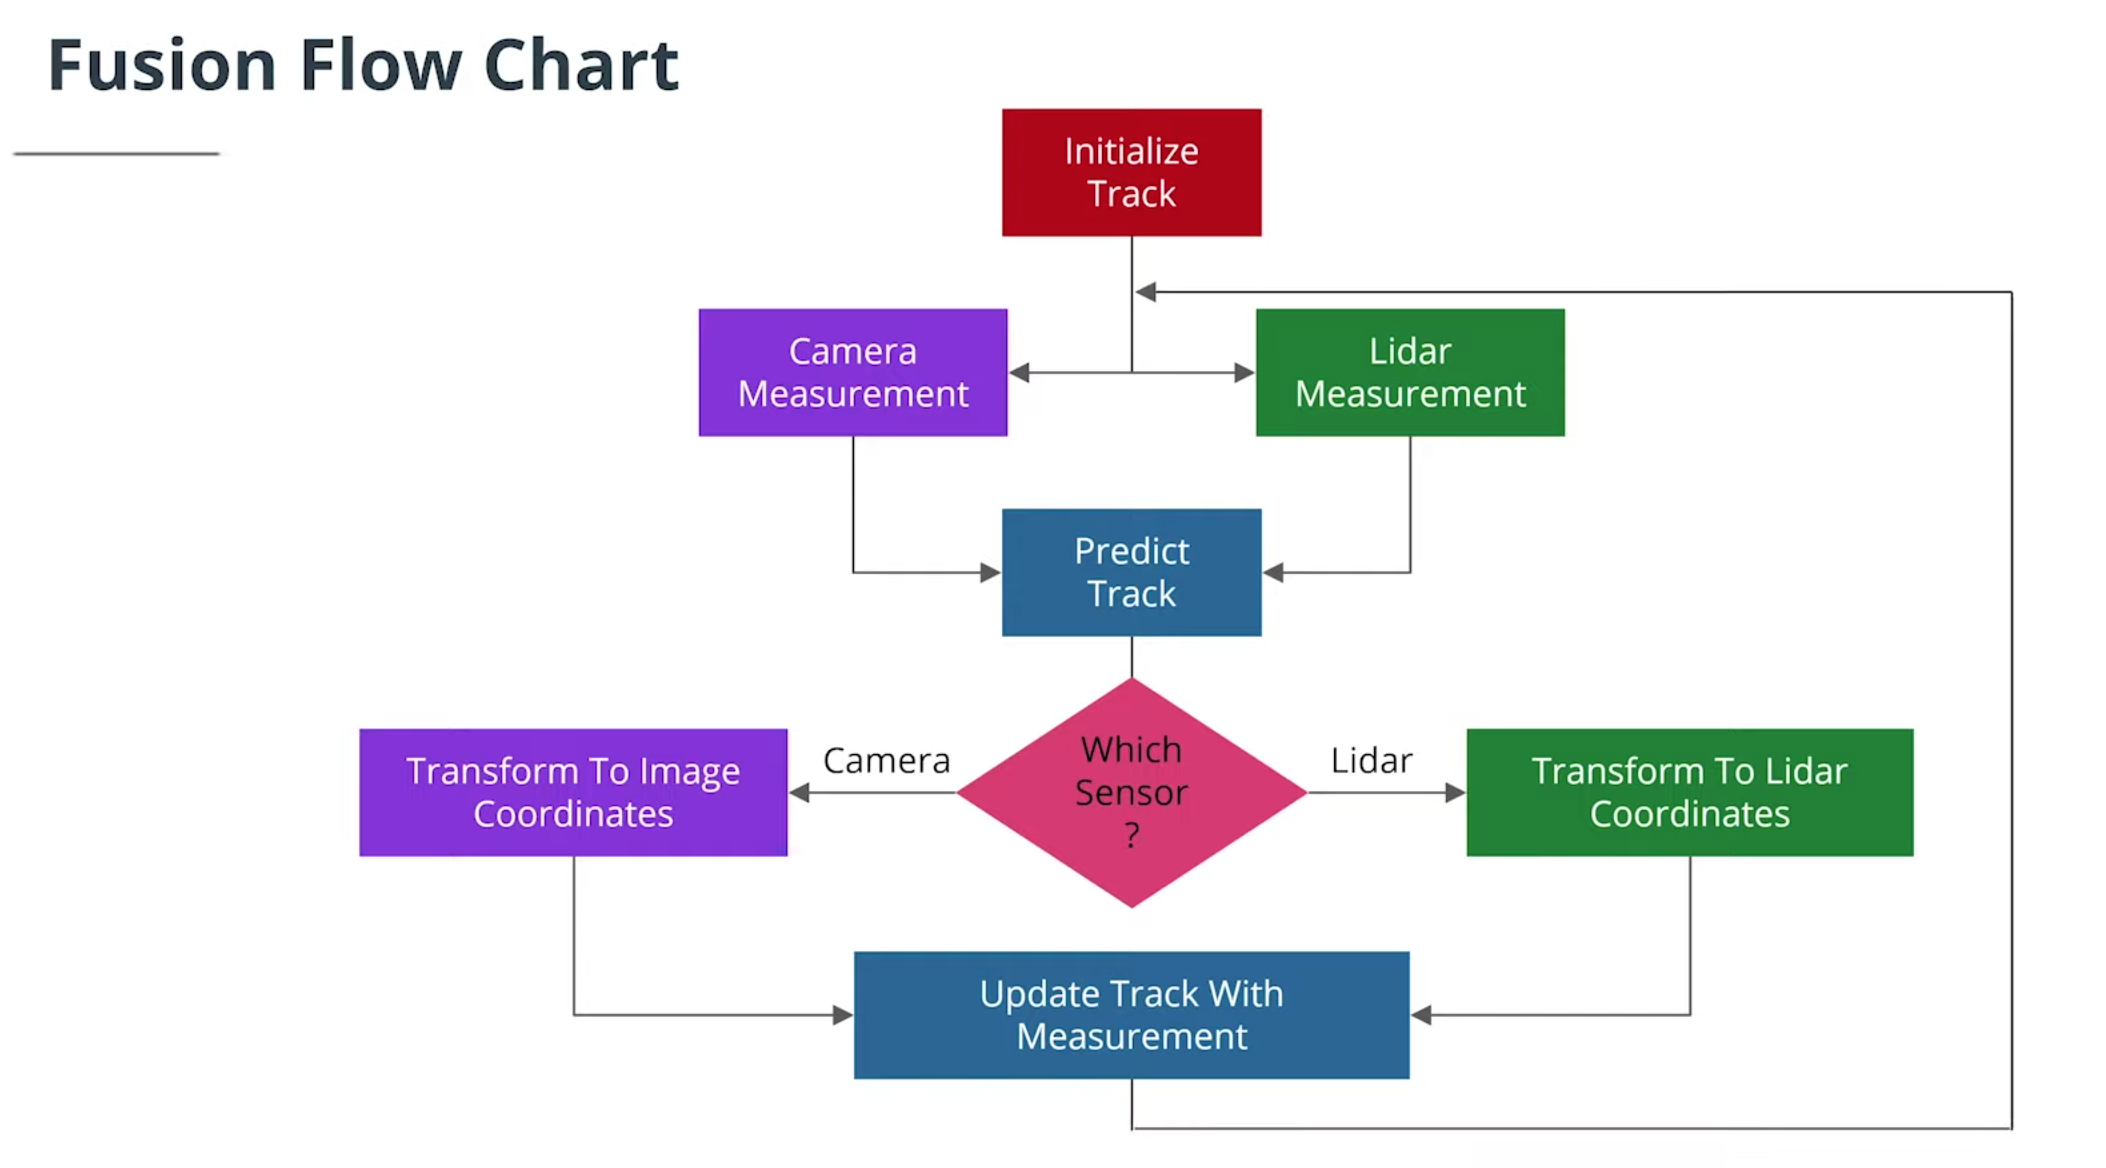 Fusion Flow Chart
Initialize
Track
Camera
Measurement
Lidar
Measurement
Predict
Track
Which
Sensor
?
Camera
Lidar
Transform To Image
Coordinates
Transform To Lidar
Coordinates
Update Track With
Measurement